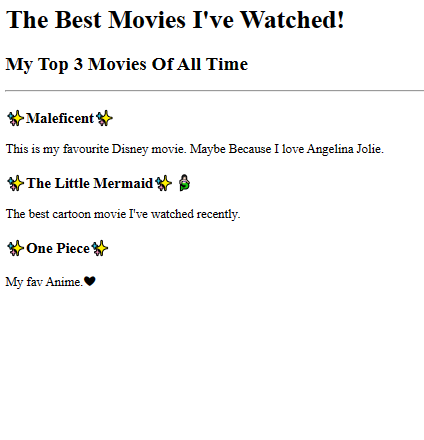 The Best Movies I've Watched!
My Top 3 Movies Of All Time
✨Maleficent✨
This is my favourite Disney movie. Maybe Because I love Angelina Jolie.
✨The Little Mermaid✨🧜‍♀️
The best cartoon movie I've watched recently.
✨One Piece✨
My fav Anime.🖤